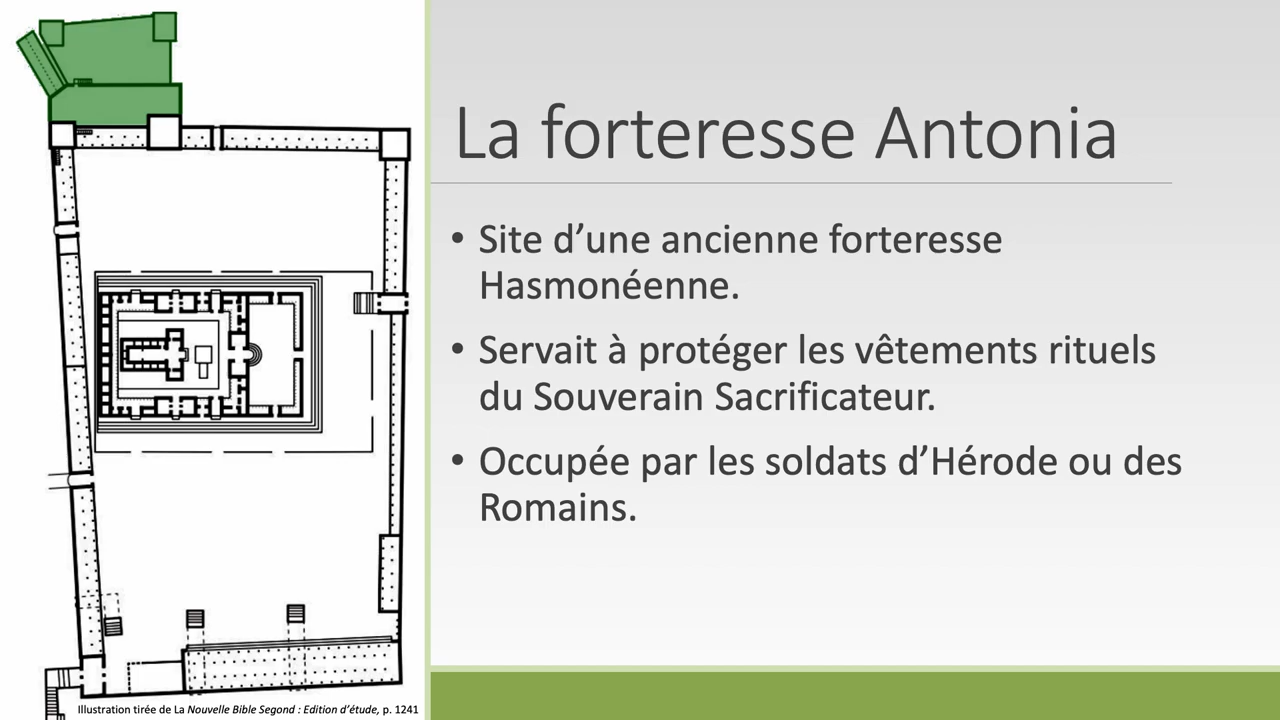 La forteresse Antonia
• Site d’une ancienne forteresse
Hasmonéenne.
• Servait à protéger les vêtements rituels
du Souverain Sacrificateur.
• Occupée par les soldats d’Hérode ou des
Romains.
Illustration tirée de La Nouvelle Bible Segond : Edition d’étude, p. 1241